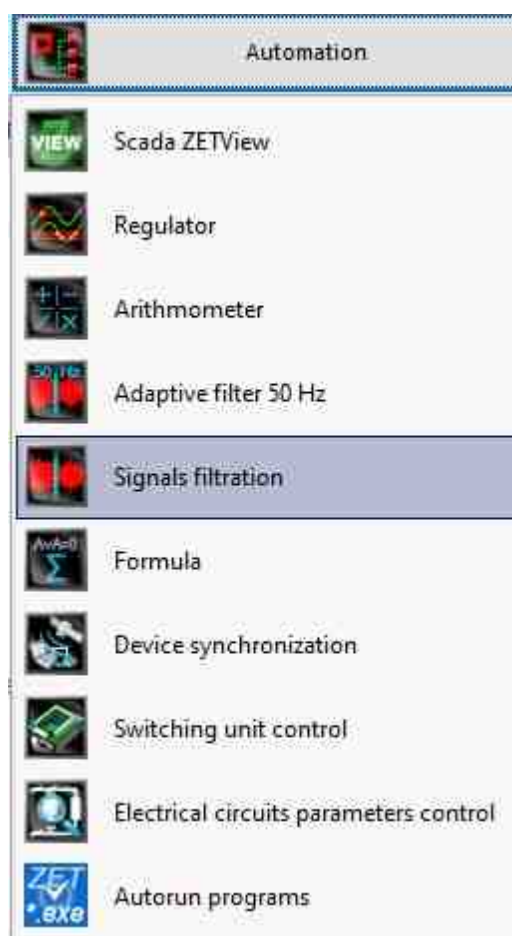 Automation
VIEW
Scada ZETView
Regulator
Arithmometer
50 Hz
Adaptive filter 50 Hz
Signals filtration
Σ
Formula
Device synchronization
Switching unit control
Electrical circuits parameters control
ZET
*.exe
Autorun programs